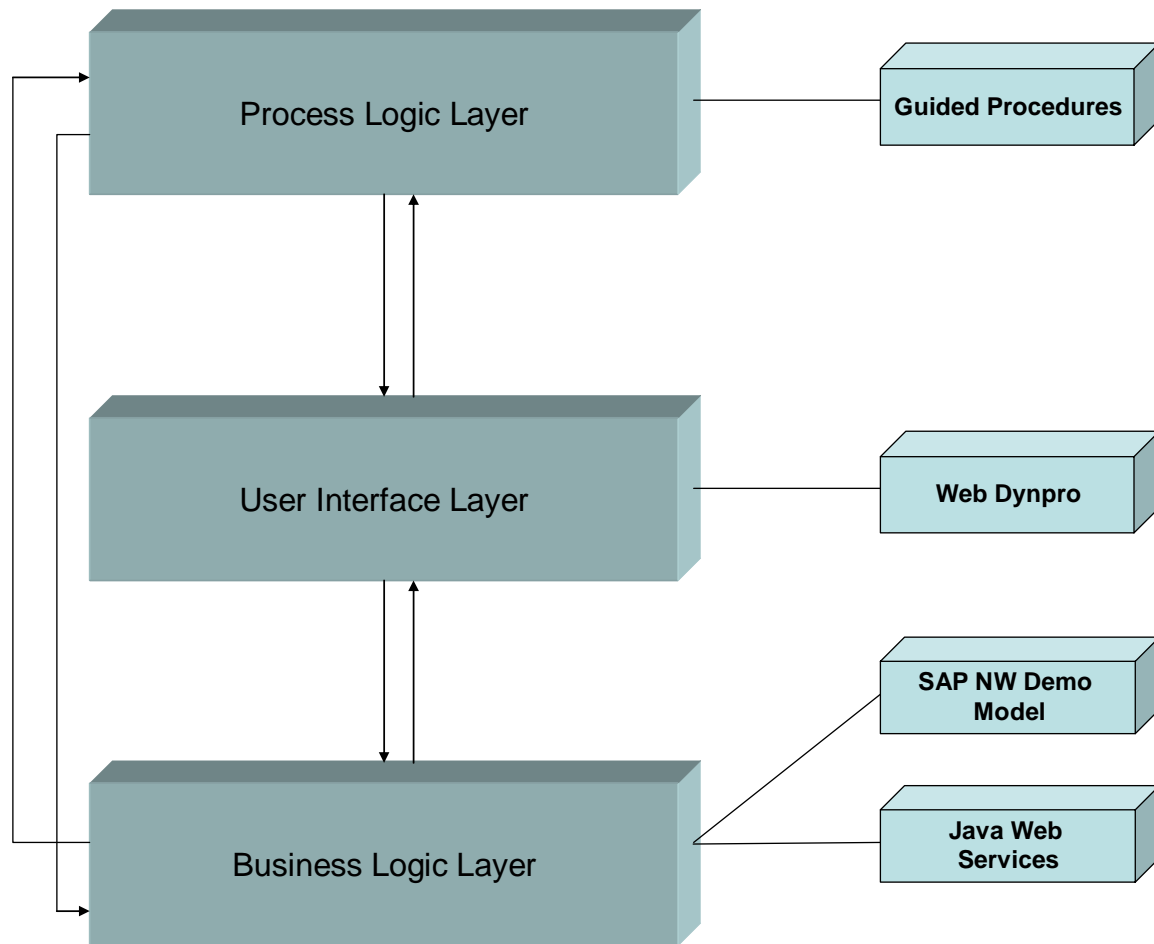 Process Logic Layer
Guided Procedures
User Interface Layer
Web Dynpro
SAP NW Demo
Model
Java Web
Services
Business Logic Layer